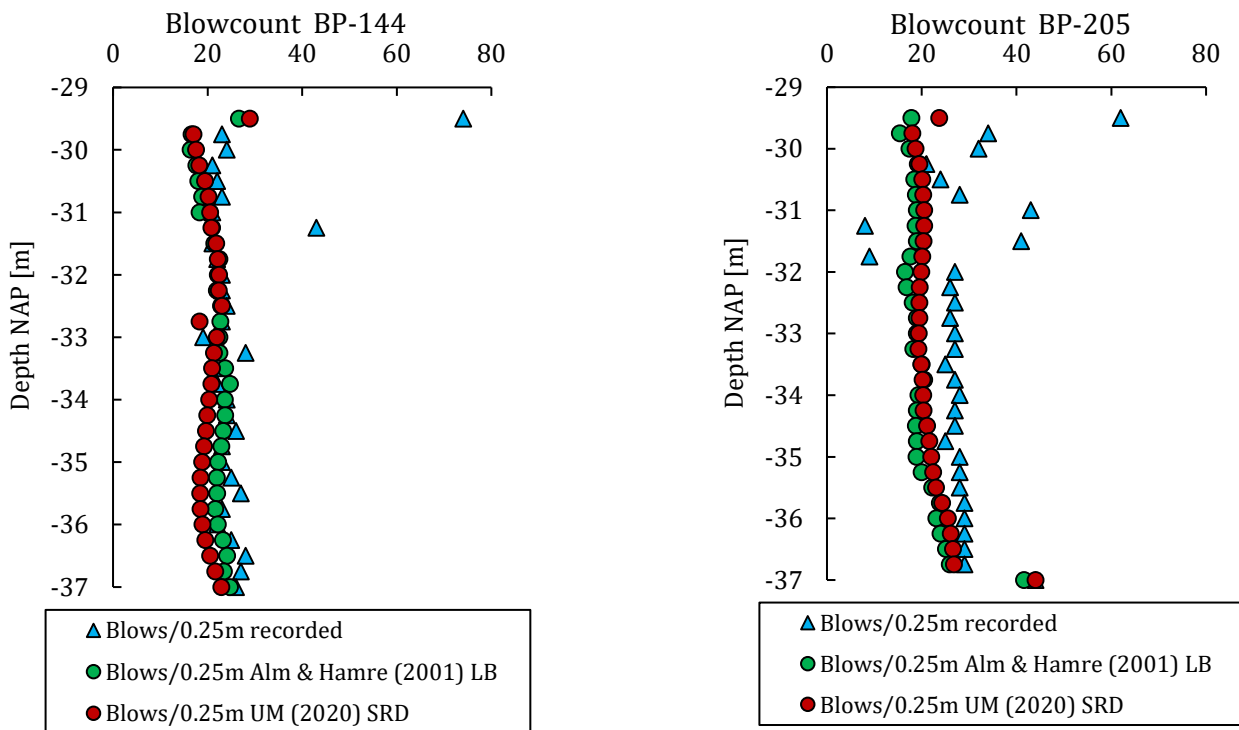 Blowcount BP-144
0 20 40 60 80
-29
-30
-31
-32
-33
-34
-35
-36
-37
Depth NAP [m]
Blows/0.25m recorded
Blows/0.25m Alm & Hamre (2001) LB
Blows/0.25m UM (2020) SRD
Blowcount BP-205
0 20 40 60 80
-29
-30
-31
-32
-33
-34
-35
-36
-37
Depth NAP [m]
Blows/0.25m recorded
Blows/0.25m Alm & Hamre (2001) LB
Blows/0.25m UM (2020) SRD